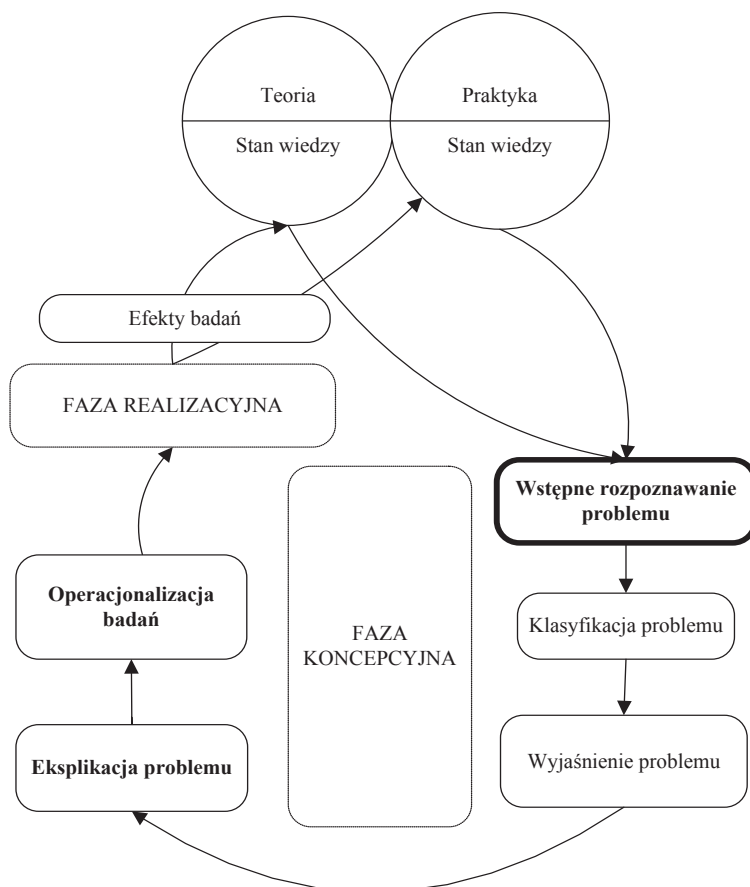 Teoria
Stan wiedzy
Praktyka
Stan wiedzy
Efekty badań
FAZA REALIZACYJNA
Wstępne rozpoznawanie
problemu
Operacjonalizacja
badań
FAZA
KONCEPCYJNA
Klasyfikacja problemu
Eksplikacja problemu
Wyjaśnienie problemu